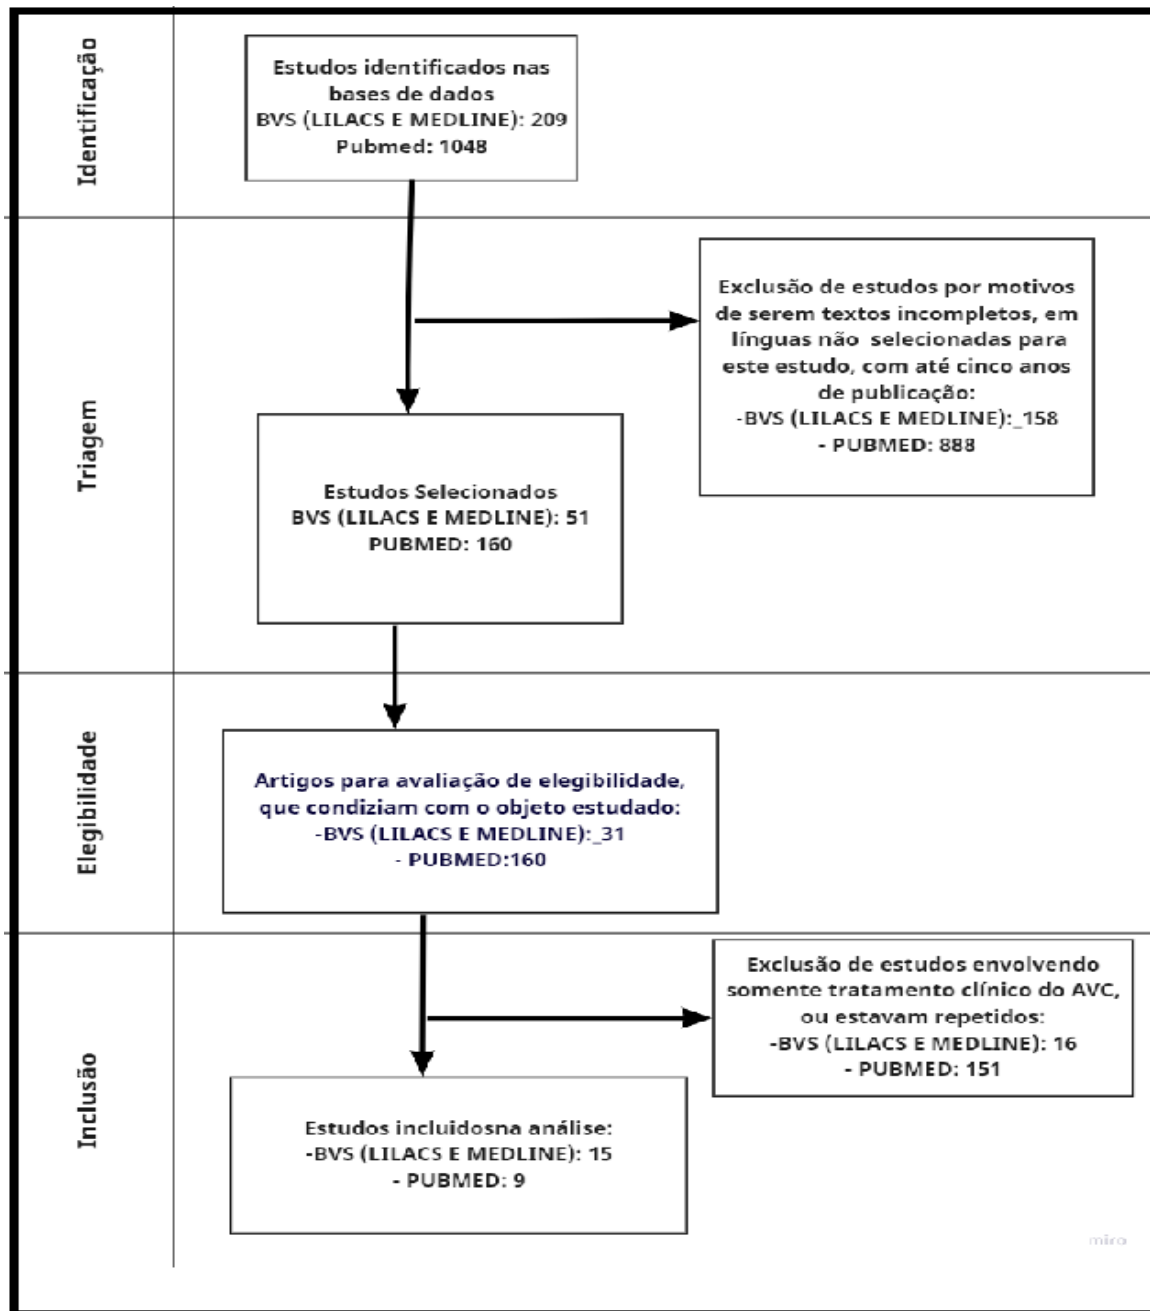 Identificação
Estudos identificados nas
bases de dados
BVS (LILACS E MEDLINE): 209
Pubmed: 1048
Triagem
Exclusão de estudos por motivos
de serem textos incompletos, em
línguas não selecionadas para
este estudo, com até cinco anos
de publicação:
-BVS (LILACS E MEDLINE):_158
- PUBMED: 888
Estudos Selecionados
BVS (LILACS E MEDLINE): 51
PUBMED: 160
Elegibilidade
Artigos para avaliação de elegibilidade,
que condiziam com o objeto estudado:
-BVS (LILACS E MEDLINE):_31
- PUBMED:160
Inclusão
Exclusão de estudos envolvendo
somente tratamento clínico do AVC,
ou estavam repetidos:
-BVS (LILACS E MEDLINE): 16
- PUBMED: 151
Estudos incluidosna análise:
-BVS (LILACS E MEDLINE): 15
- PUBMED: 9
miro